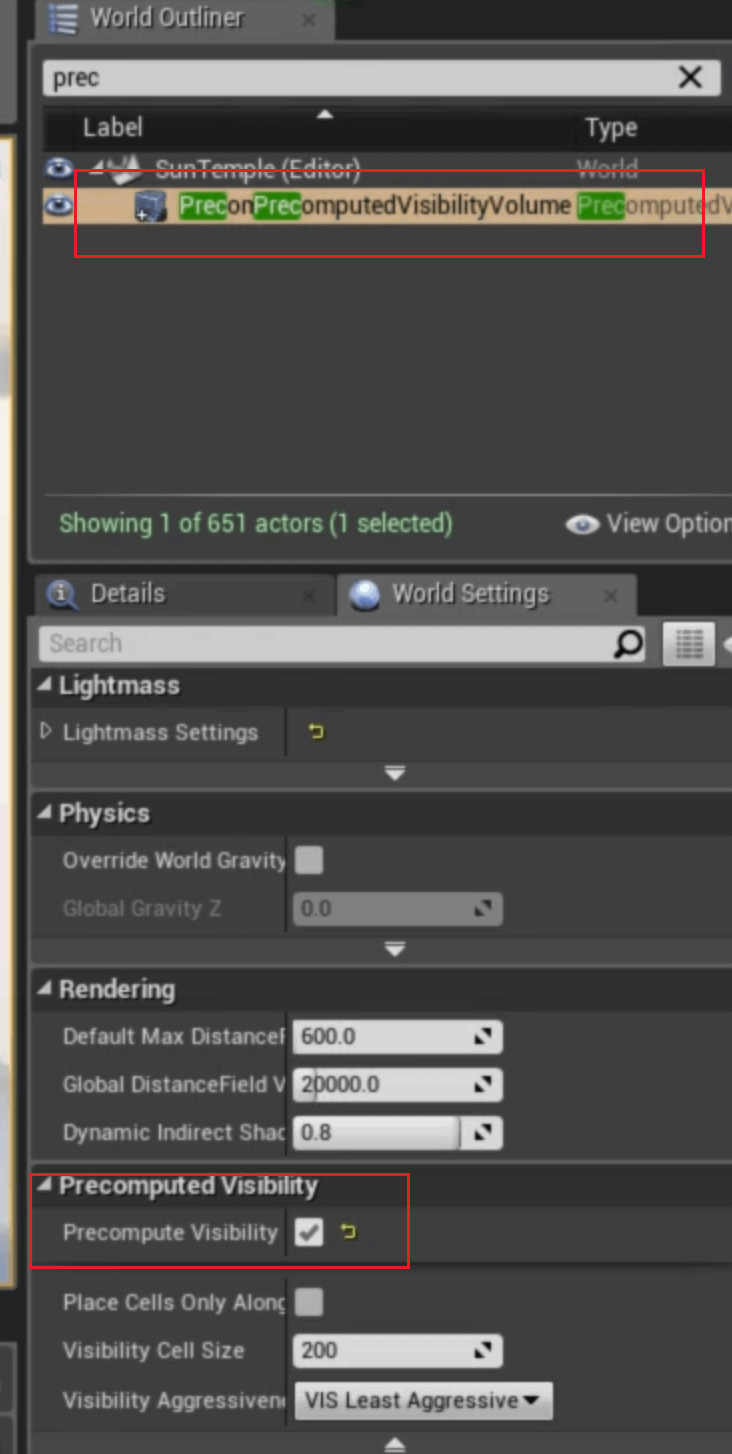 World Outliner
prec
Label Type
SunTemple (Editor) World
PreconPrecomputedVisibilityVolume PrecomputedV
Showing 1 of 651 actors (1 selected) View Option
Details World Settings
Search
Lightmass
Lightmass Settings
Physics
Override World Gravity
Global Gravity Z 0.0
Rendering
Default Max DistanceF 600.0
Global DistanceField V 20000.0
Dynamic Indirect Shad 0.8
Precomputed Visibility
Precompute Visibility
Place Cells Only Along
Visibility Cell Size 200
Visibility Aggressiven VIS Least Aggressive